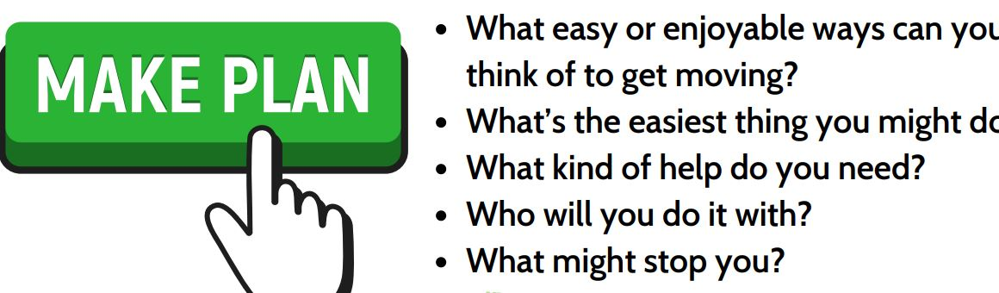 MAKE PLAN
• What easy or enjoyable ways can you
think of to get moving?
• What’s the easiest thing you might do
• What kind of help do you need?
• Who will you do it with?
• What might stop you?